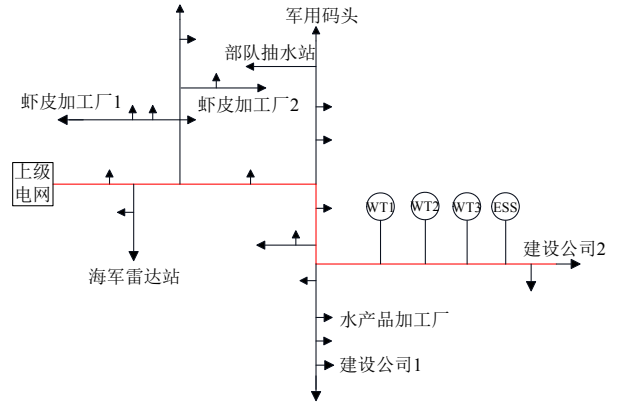 军用码头
部队抽水站
虾皮加工厂1
虾皮加工厂2
上级
电网
WT1
WT2
WT3
ESS
建设公司2
海军雷达站
水产品加工厂
建设公司1